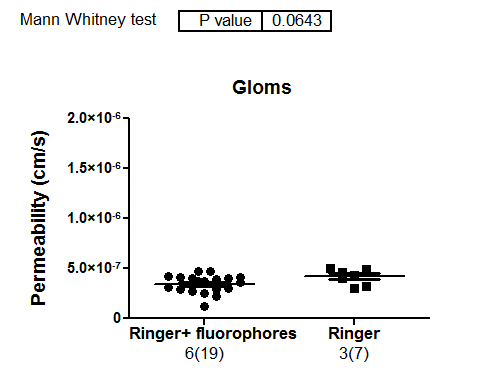 Mann Whitney test
P value 0.0643
Gloms
Permeability (cm/s)
2.0×10-6
1.5×10-6
1.0×10-6
5.0×10-7
0
Ringer+ fluorophores Ringer
6(19) 3(7)